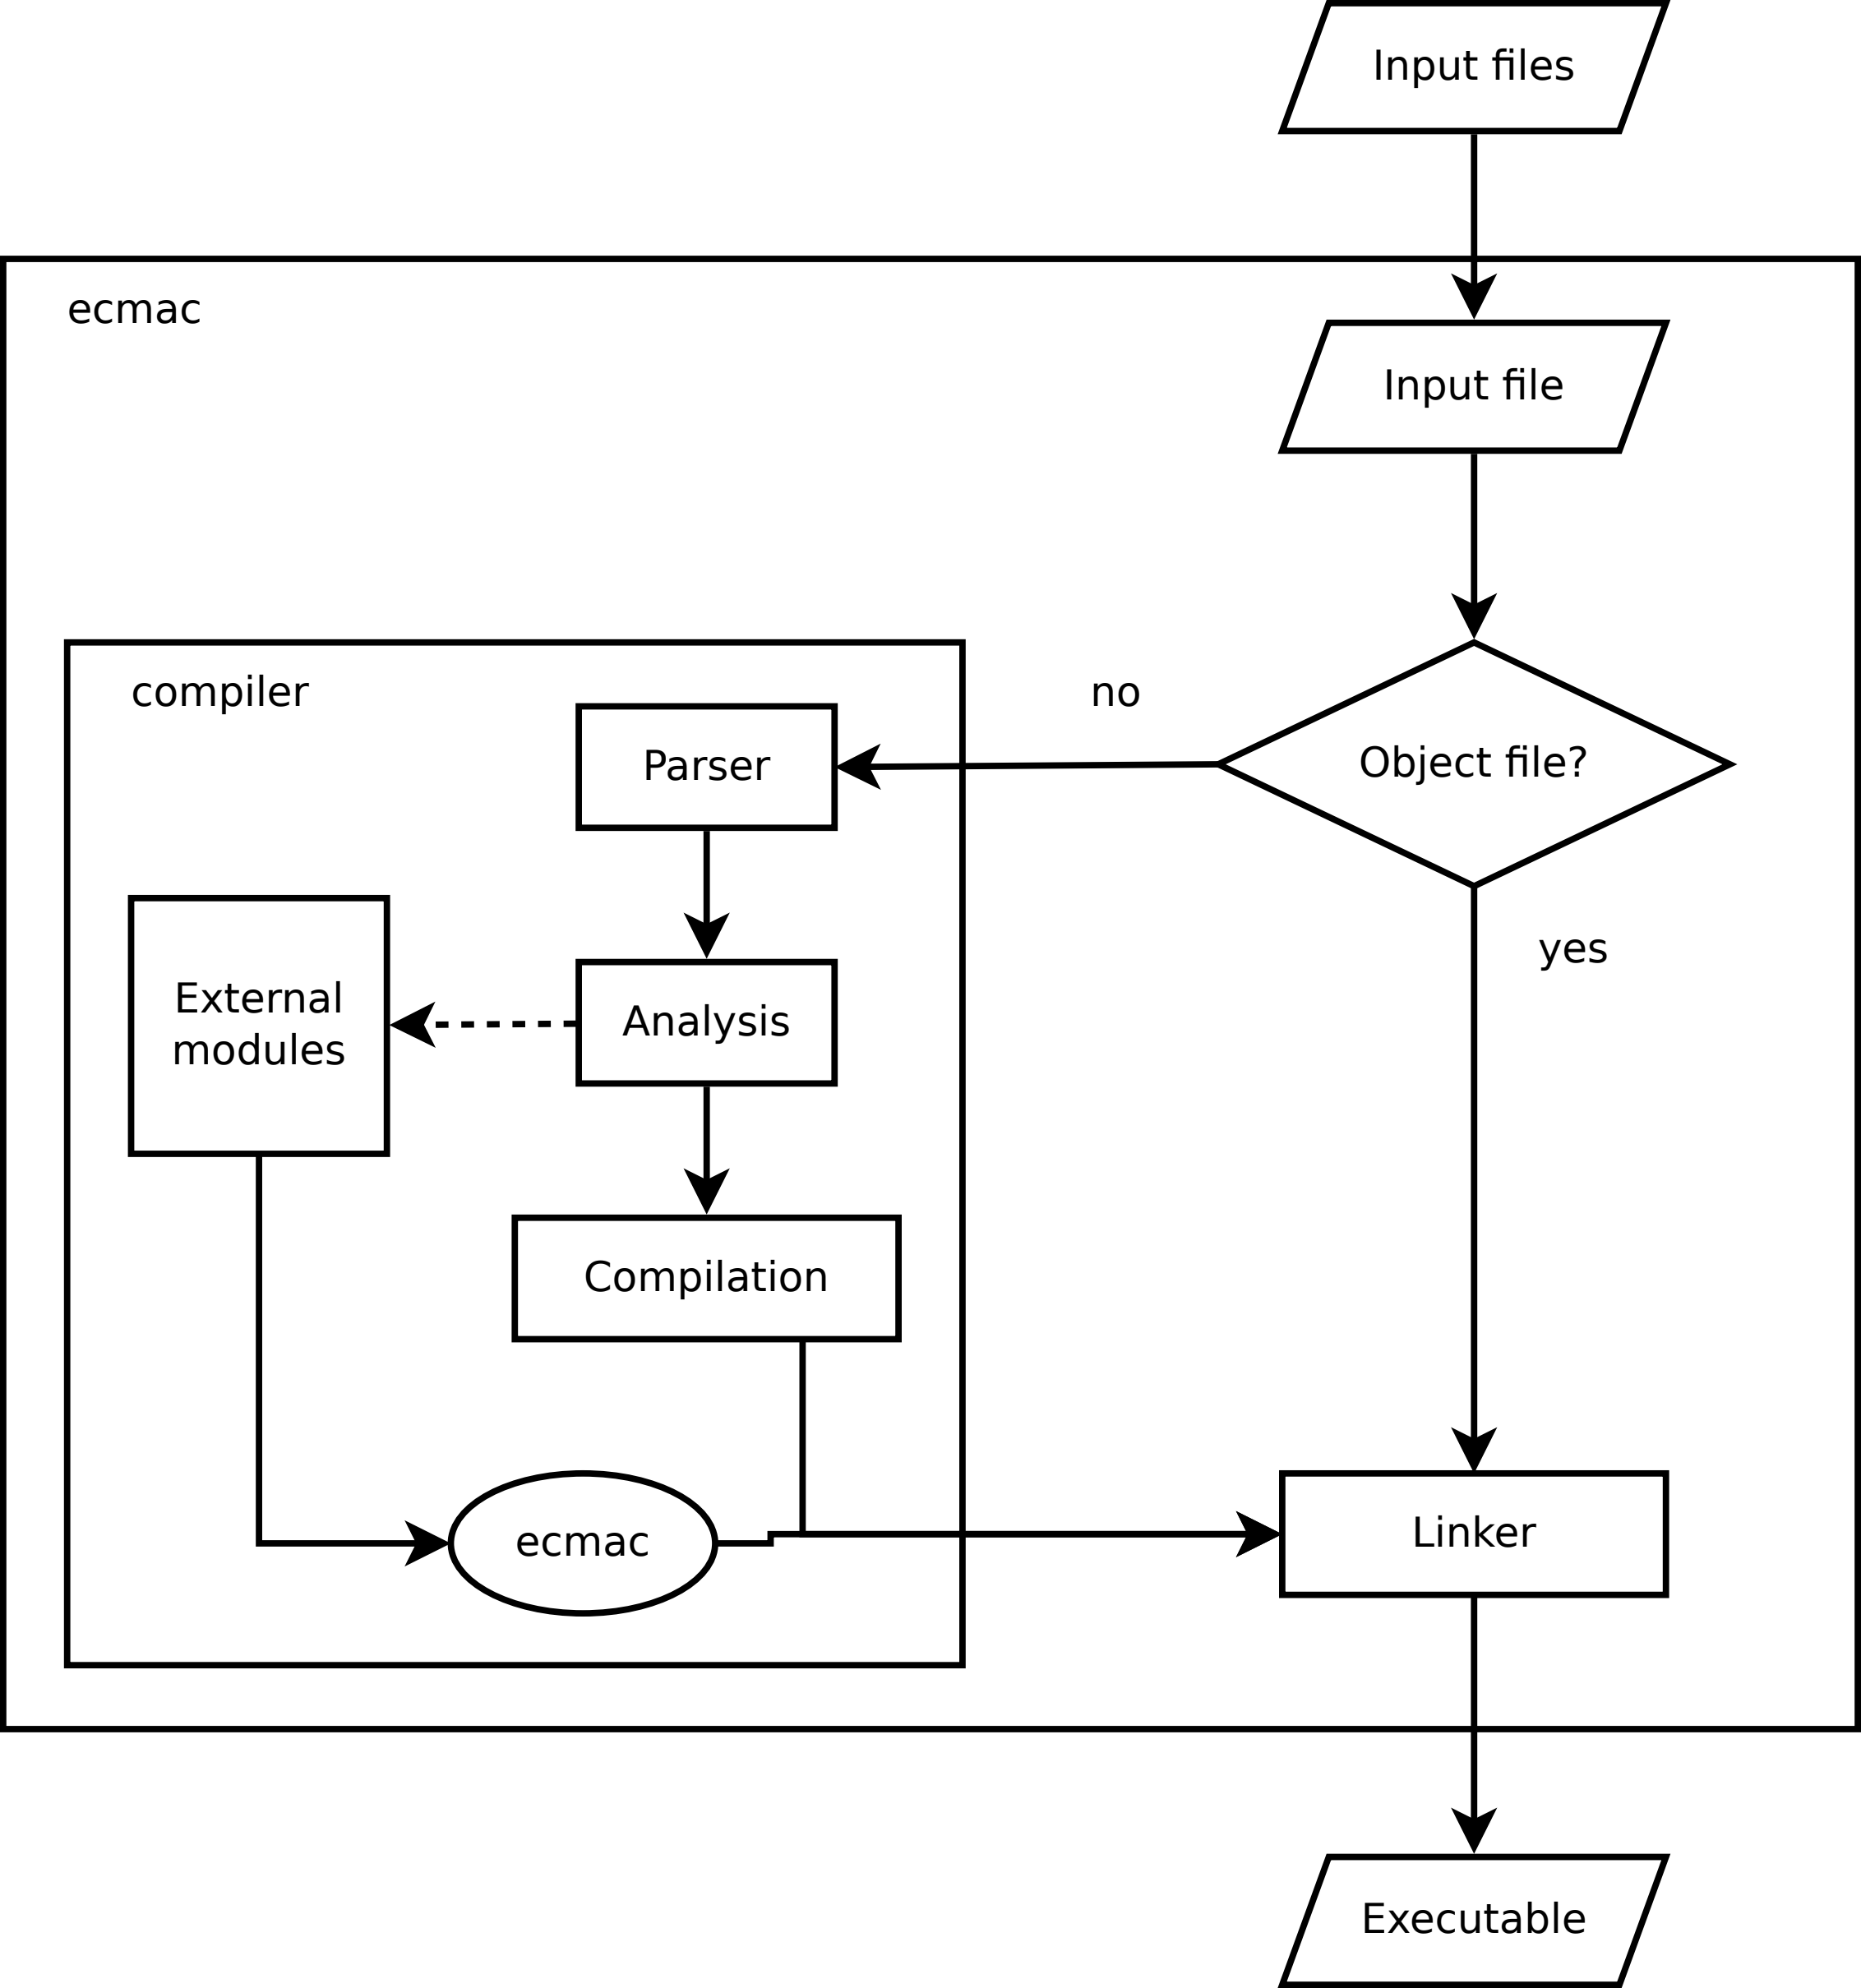 Input files
ecmac
Input file
compiler
no
Parser
Object file?
yes
External
modules
Analysis
Compilation
ecmac
Linker
Executable